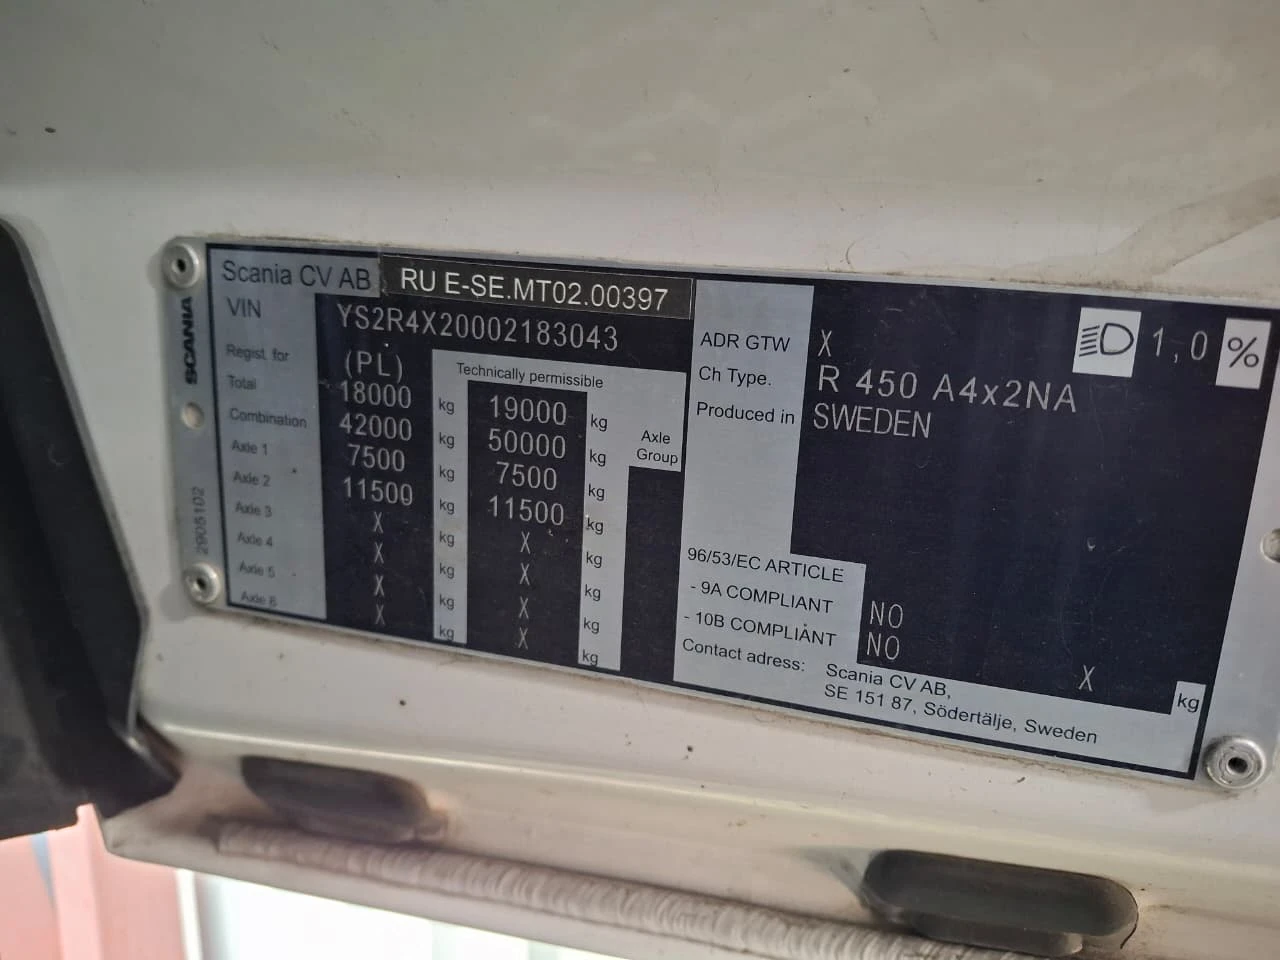 Scania CV AB RU E-SE.MT02.00397
VIN YS2R4X20002183043
Regist. for (PL)
Technically permissible
Total 18000 kg 19000 kg
Combination 42000 kg 50000 kg
Axle 1 7500 kg 7500 kg
Axle 2 11500 kg 11500 kg
Axle 3 X kg X kg
Axle 4 X kg X kg
Axle 5 X kg X kg
Axle 6 X kg X kg
Axle
Group
SCANIA
2905102
ADR GTW X
1,0 %
Ch Type. R 450 A4x2NA
Produced in SWEDEN
96/53/EC ARTICLE
- 9A COMPLIANT NO
- 10B COMPLIANT NO
X kg
Contact adress: Scania CV AB,
SE 151 87, Södertälje, Sweden